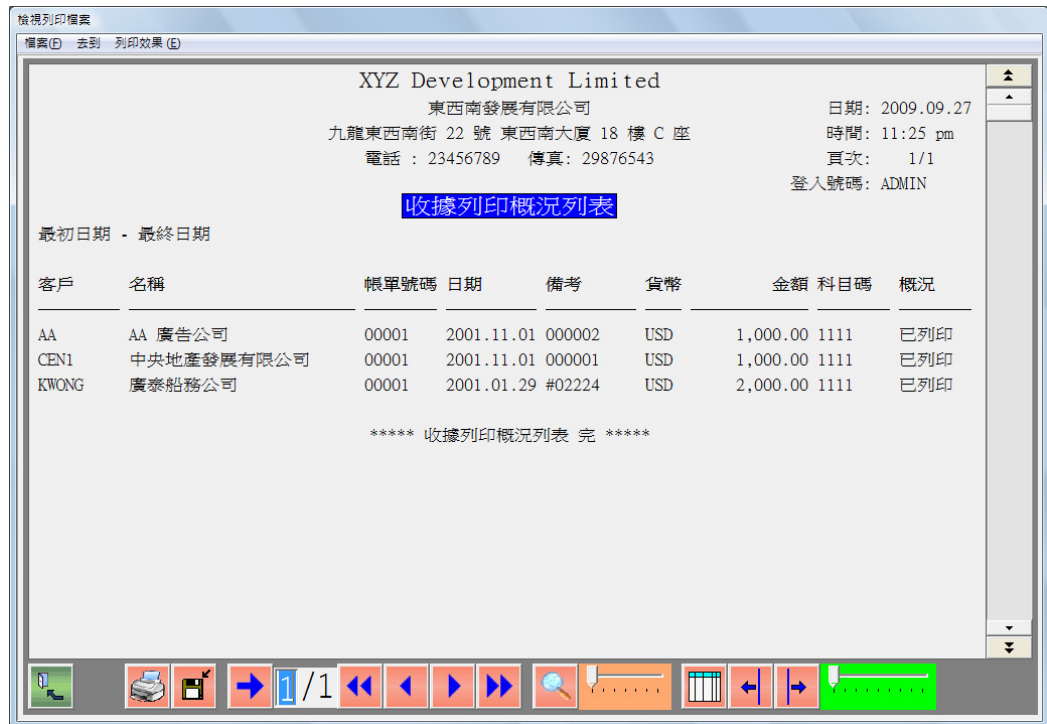 檢視列印檔案
檔案(F) 去到 列印效果(E)
XYZ Development Limited
東西南發展有限公司 日期: 2009.09.27
九龍東西南街 22 號 東西南大廈 18 樓 C 座 時間: 11:25 pm
電話 : 23456789 傳真: 29876543 頁次: 1/1
登入號碼: ADMIN
收據列印概況列表
最初日期 - 最終日期
客戶 名稱 帳單號碼 日期 備考 貨幣 金額 科目碼 概況
AA AA 廣告公司 00001 2001.11.01 000002 USD 1,000.00 1111 已列印
CEN1 中央地產發展有限公司 00001 2001.11.01 000001 USD 1,000.00 1111 已列印
KWONG 廣泰船務公司 00001 2001.01.29 #02224 USD 2,000.00 1111 已列印
***** 收據列印概況列表 完 *****
1/1